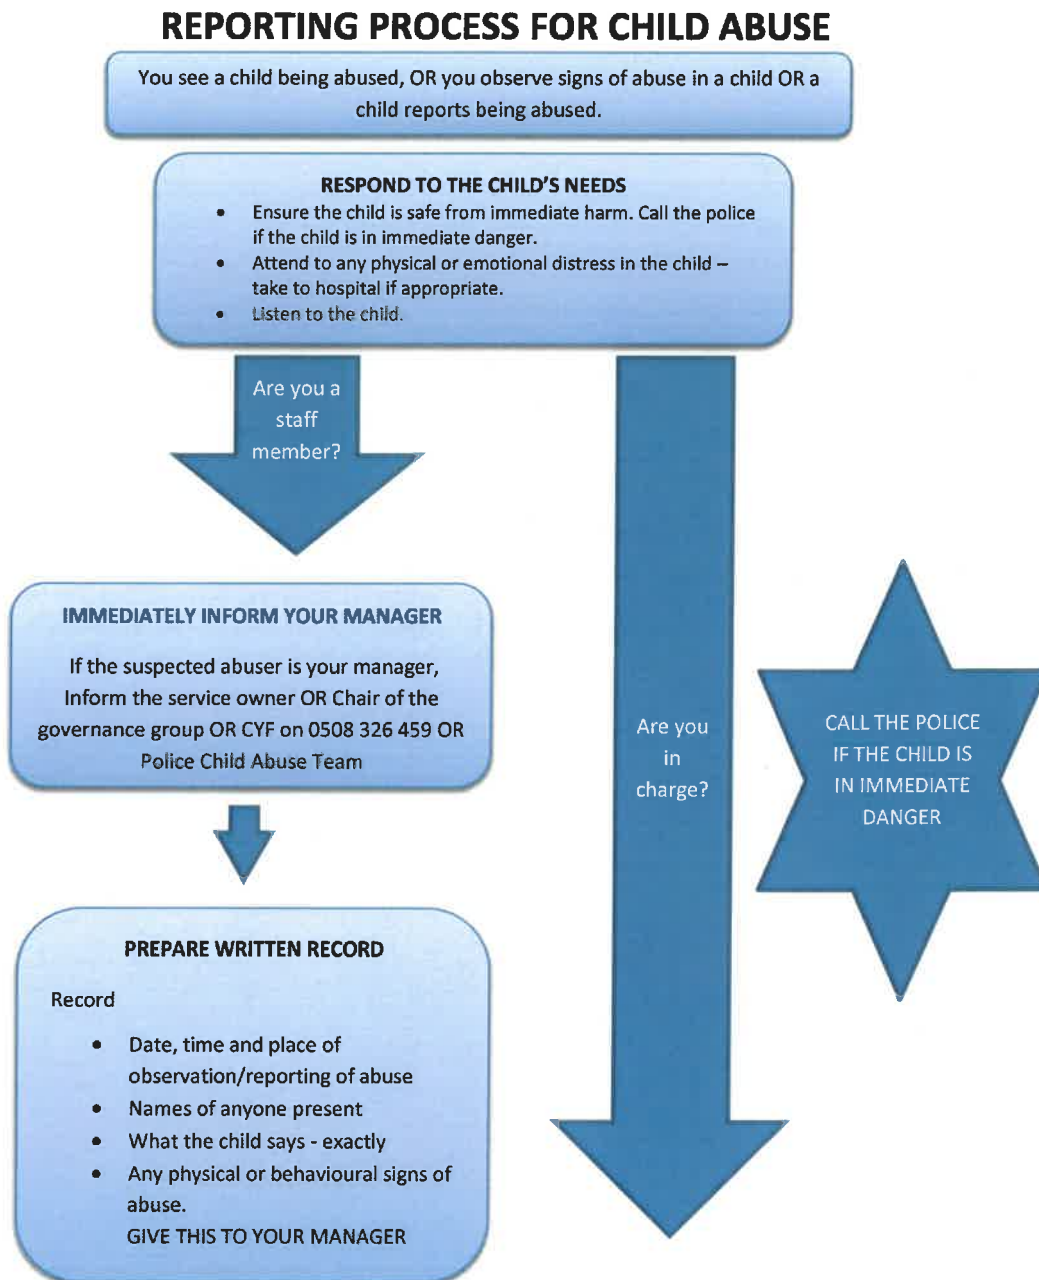 REPORTING PROCESS FOR CHILD ABUSE
You see a child being abused, OR you observe signs of abuse in a child OR a
child reports being abused.
RESPOND TO THE CHILD'S NEEDS
• Ensure the child is safe from immediate harm. Call the police
if the child is in immediate danger.
• Attend to any physical or emotional distress in the child –
take to hospital if appropriate.
• Listen to the child.
Are you a
staff
member?
IMMEDIATELY INFORM YOUR MANAGER
If the suspected abuser is your manager,
Inform the service owner OR Chair of the
governance group OR CYF on 0508 326 459 OR
Police Child Abuse Team
Are you
in
charge?
CALL THE POLICE
IF THE CHILD IS
IN IMMEDIATE
DANGER
PREPARE WRITTEN RECORD
Record
• Date, time and place of
observation/reporting of abuse
• Names of anyone present
• What the child says - exactly
• Any physical or behavioural signs of
abuse.
GIVE THIS TO YOUR MANAGER